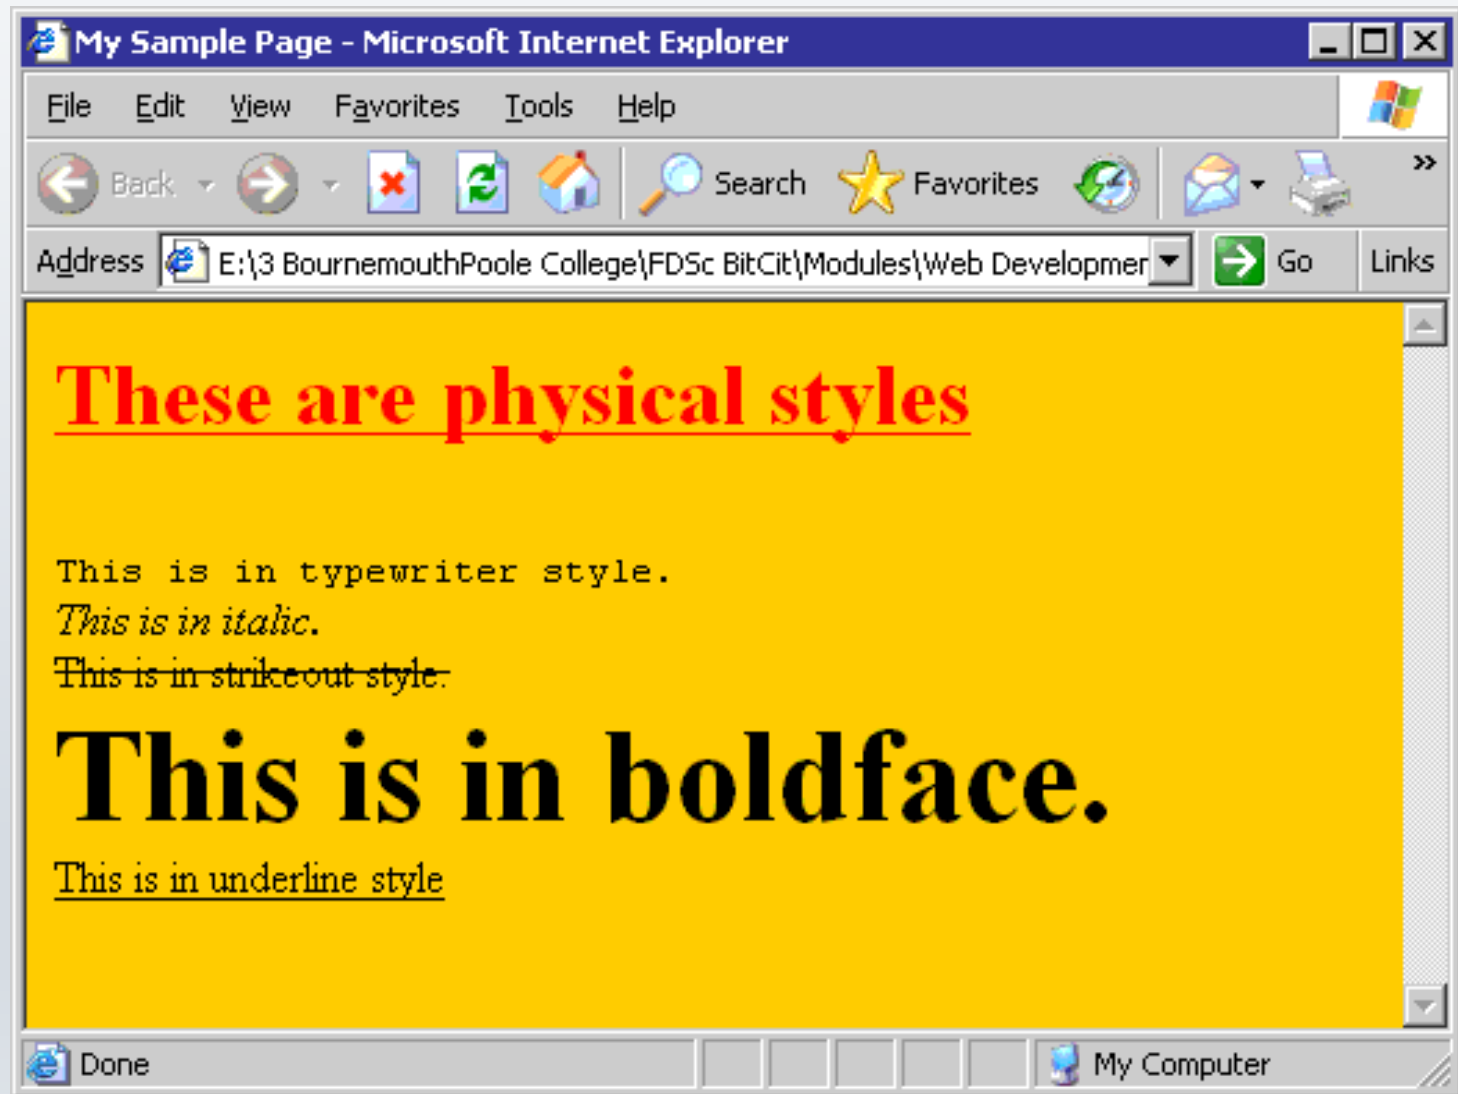 My Sample Page - Microsoft Internet Explorer
File Edit View Favorites Tools Help
Back Search Favorites »
Address E:\3 BournemouthPoole College\FDSc BitCit\Modules\Web Developmer Go Links
These are physical styles
This is in typewriter style.
This is in italic.
This is in strikeout style.
This is in boldface.
This is in underline style
Done My Computer